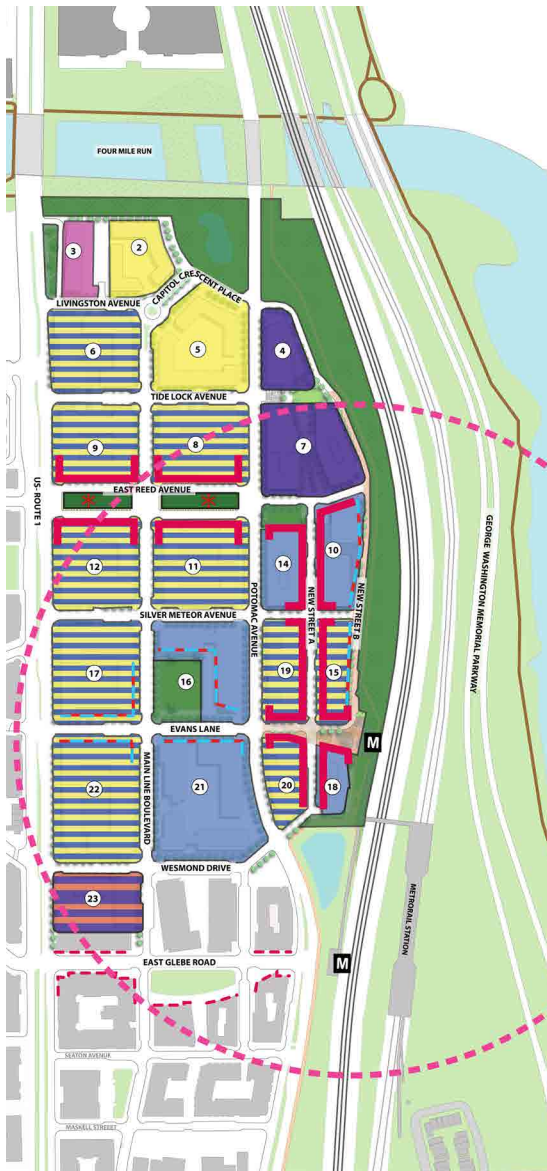 FOUR MILE RUN
3
2
CAPITOL CRESCENT PLACE
LIVINGSTON AVENUE
6
5
4
TIDE LOCK AVENUE
9
8
7
US- ROUTE 1
EAST REED AVENUE
GEORGE WASHINGTON MEMORIAL PARKWAY
12
11
14
10
POTOMAC AVENUE
NEW STREET A
NEW STREET B
SILVER METEOR AVENUE
17
16
19
15
EVANS LANE
M
MAIN LINE BOULEVARD
22
21
20
18
WESMOND DRIVE
23
METRORAIL STATION
EAST GLEBE ROAD
M
SEATON AVENUE
MASKELL STREEET